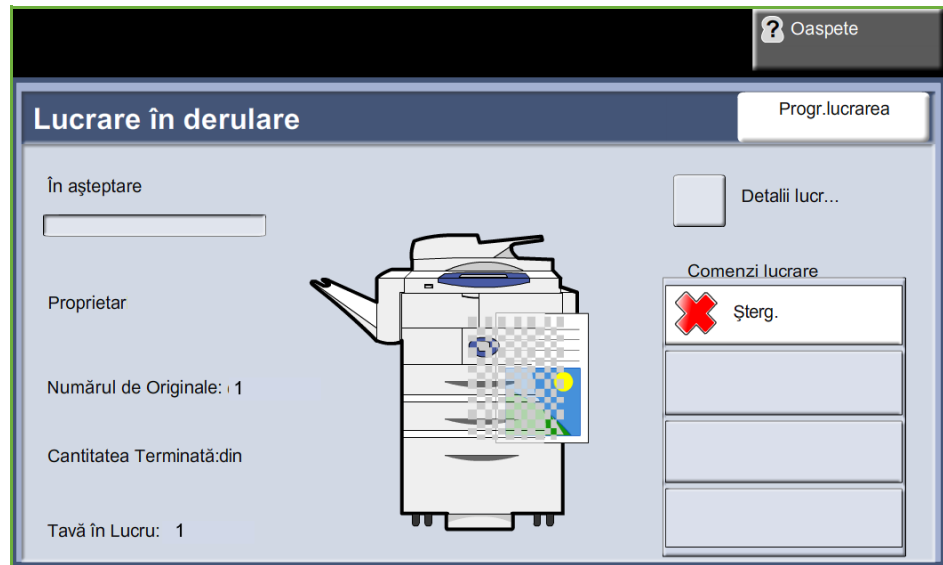 Oaspete
Lucrare în derulare
Progr.lucrarea
În aşteptare
Detalii lucr...
Comenzi lucrare
Proprietar
Şterg.
Numărul de Originale: 1
Cantitatea Terminată:din
Tavă în Lucru: 1